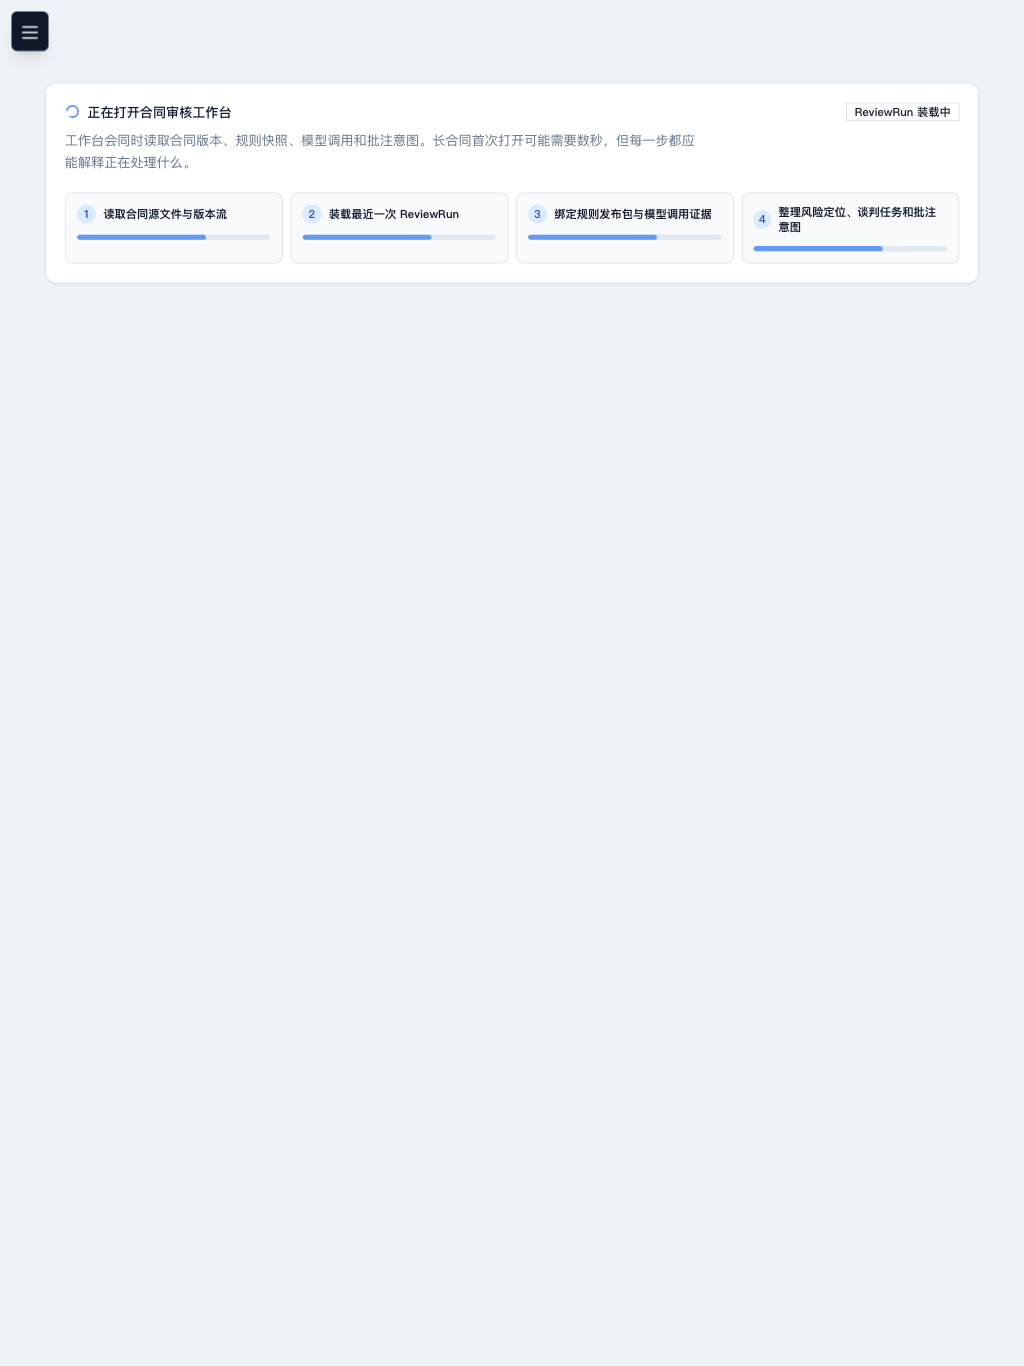 正在打开合同审核工作台
ReviewRun 装载中
工作台会同时读取合同版本、规则快照、模型调用和批注意图。长合同首次打开可能需要数秒，但每一步都应
能解释正在处理什么。
1 读取合同源文件与版本流
2 装载最近一次 ReviewRun
3 绑定规则发布包与模型调用证据
4 整理风险定位、谈判任务和批注
意图